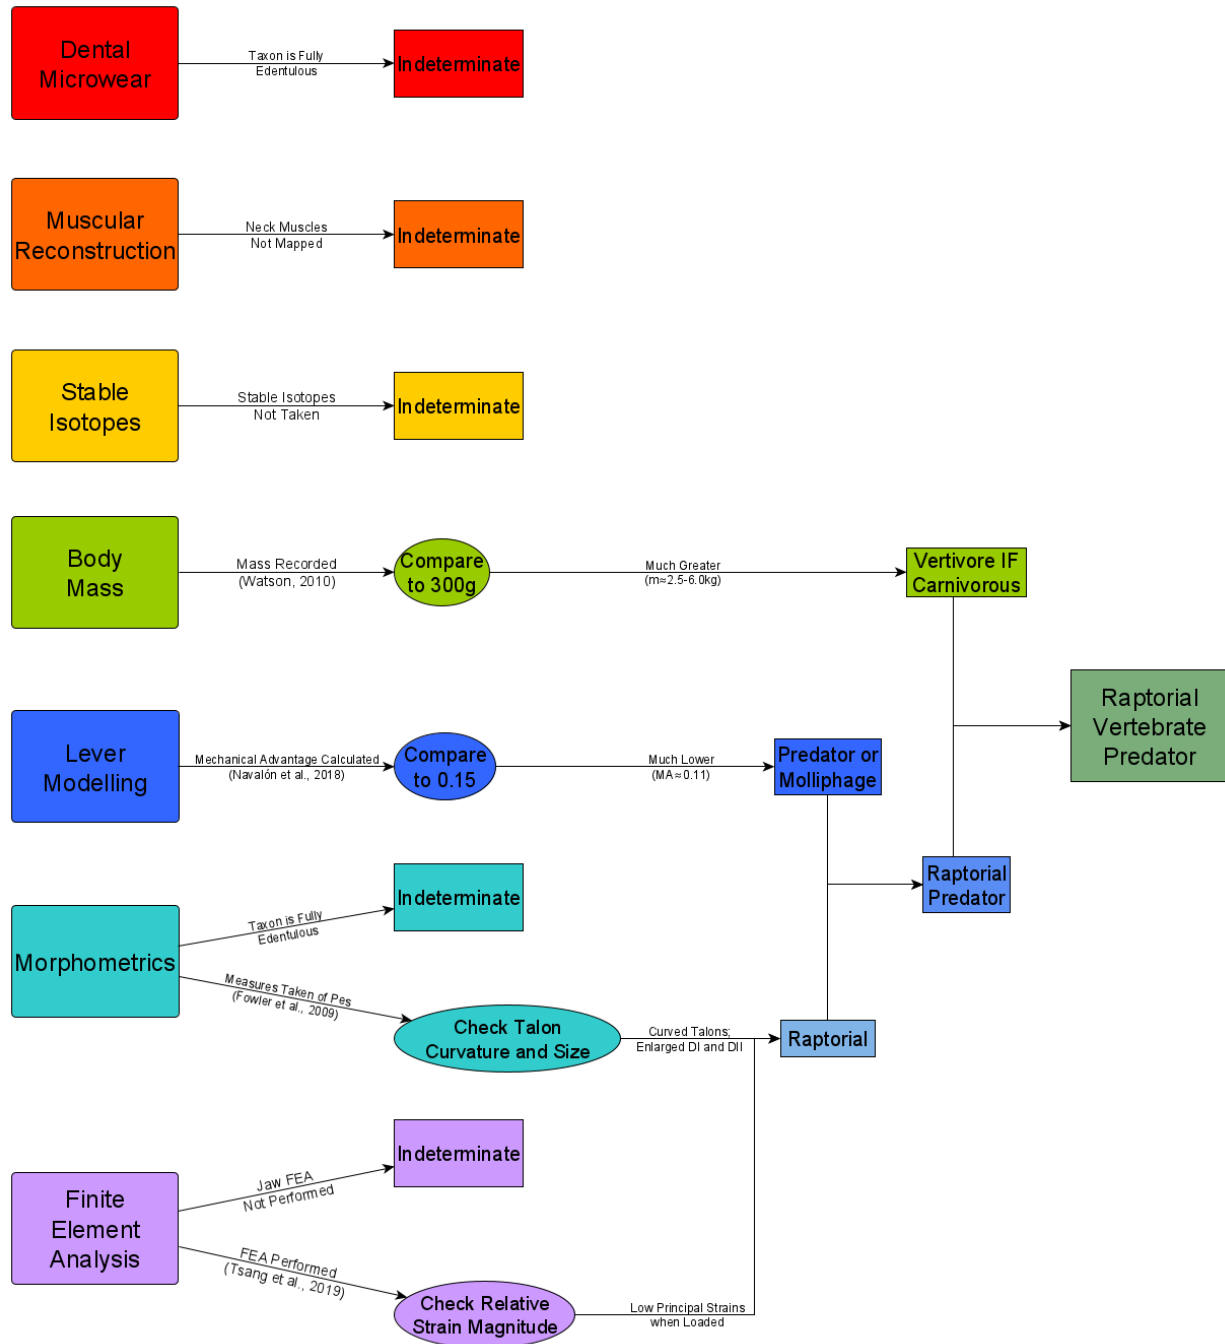 Dental
Microwear
Taxon is Fully
Edentulous
Indeterminate
Muscular
Reconstruction
Neck Muscles
Not Mapped
Indeterminate
Stable
Isotopes
Stable Isotopes
Not Taken
Indeterminate
Body
Mass
Mass Recorded
(Watson, 2010)
Compare
to 300g
Much Greater
(m≈2.5-6.0kg)
Vertivore IF
Carnivorous
Raptorial
Vertebrate
Predator
Lever
Modelling
Mechanical Advantage Calculated
(Navalón et al., 2018)
Compare
to 0.15
Much Lower
(MA≈0.11)
Predator or
Molliphage
Raptorial
Predator
Morphometrics
Taxon is Fully
Edentulous
Indeterminate
Measures Taken of Pes
(Fowler et al., 2009)
Check Talon
Curvature and Size
Curved Talons;
Enlarged DI and DII
Raptorial
Finite
Element
Analysis
Jaw FEA
Not Performed
Indeterminate
FEA Performed
(Tsang et al., 2019)
Check Relative
Strain Magnitude
Low Principal Strains
when Loaded